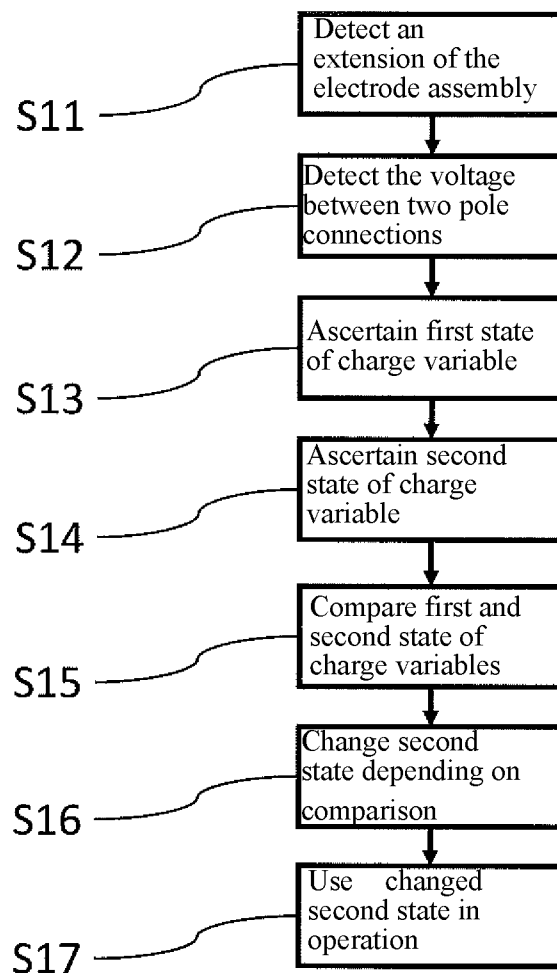 Detect an
extension of the
electrode assembly
S11
Detect the voltage
between two pole
connections
S12
Ascertain first state
of charge variable
S13
Ascertain second
state of charge
variable
S14
Compare first and
second state of
charge variables
S15
Change second
state depending on
comparison
S16
Use changed
second state in
operation
S17